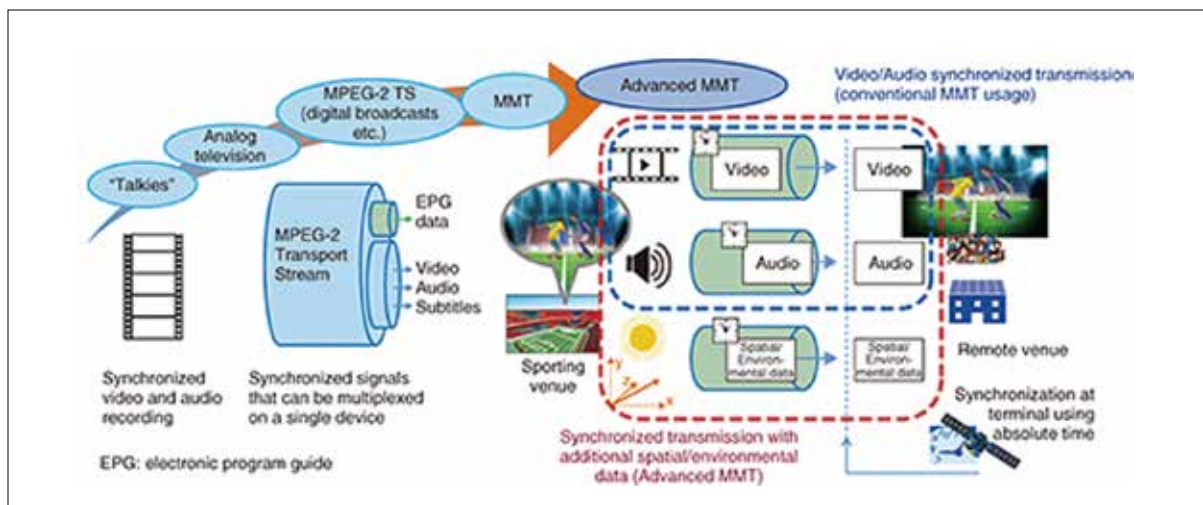 "Talkies"
Analog
television
MPEG-2 TS
(digital broadcasts
etc.)
MMT
Advanced MMT
Video/Audio synchronized transmission
(conventional MMT usage)
MPEG-2
Transport
Stream
EPG
data
Video
Audio
Subtitles
Synchronized
video and audio
recording
Synchronized signals
that can be multiplexed
on a single device
EPG: electronic program guide
Sporting
venue
Video
Video
Audio
Audio
Spatial/
Environ-
mental data
Spatial/
Environ-
mental data
y
z
x
Remote venue
Synchronization at
terminal using
absolute time
Synchronized transmission with
additional spatial/environmental
data (Advanced MMT)